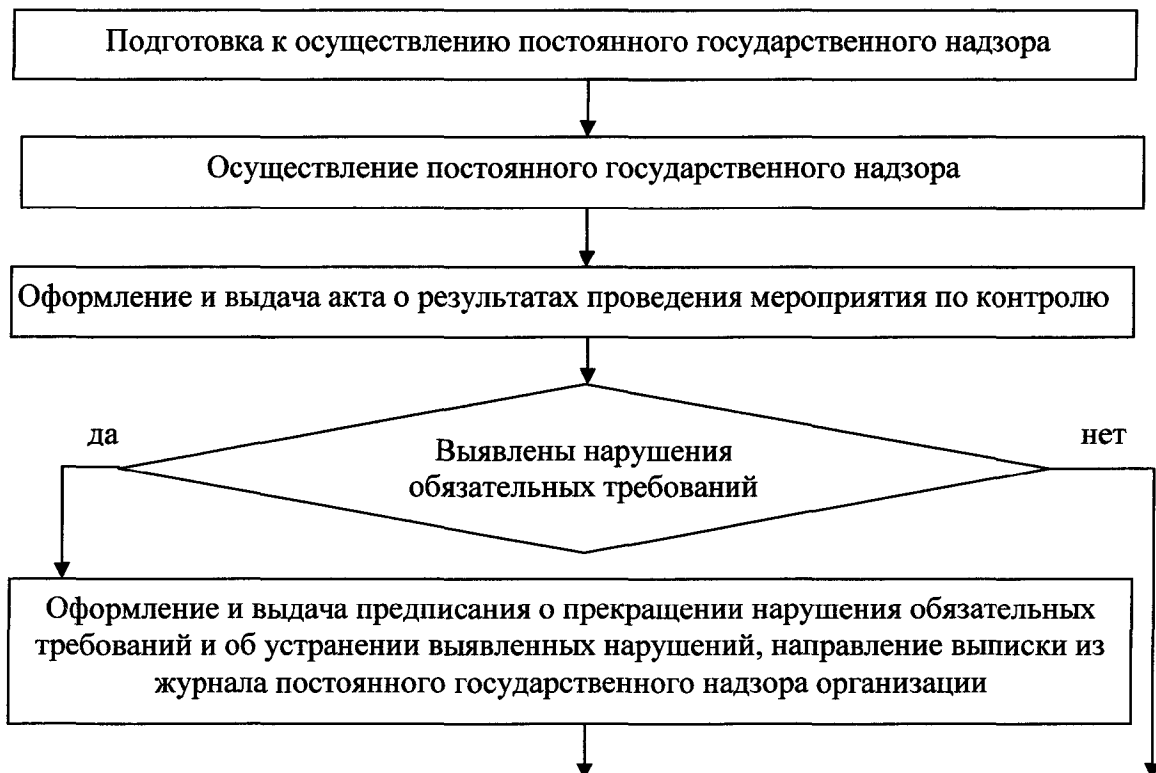 Подготовка к осуществлению постоянного государственного надзора
Осуществление постоянного государственного надзора
Оформление и выдача акта о результатах проведения мероприятия по контролю
да
нет
Выявлены нарушения
обязательных требований
Оформление и выдача предписания о прекращении нарушения обязательных
требований и об устранении выявленных нарушений, направление выписки из
журнала постоянного государственного надзора организации